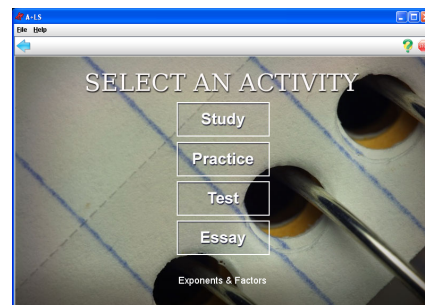 A+LS
File Help
SELECT AN ACTIVITY
Study
Practice
Test
Essay
Exponents & Factors